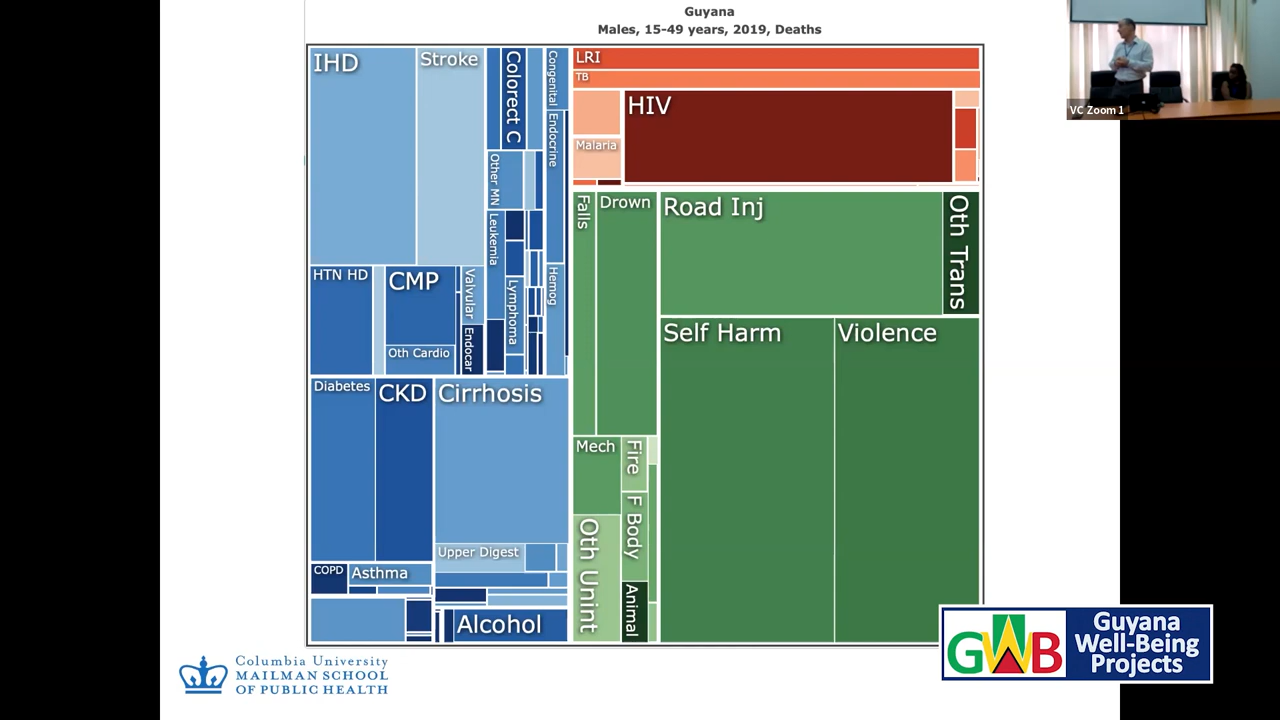 Guyana
Males, 15-49 years, 2019, Deaths
VC Zoom 1
IHD
Stroke
Colorect C
Congenital
Endocrine
Other MN
Leukemia
Lymphoma
Hemog
HTN HD
CMP
Oth Cardio
Valvular
Endocar
Diabetes
CKD
Cirrhosis
Upper Digest
COPD
Asthma
Alcohol
LRI
TB
HIV
Malaria
Falls
Drown
Road Inj
Oth Trans
Self Harm
Violence
Mech
Fire
F Body
Oth Unint
Animal
Columbia University
MAILMAN SCHOOL
OF PUBLIC HEALTH
GWB
Guyana
Well-Being
Projects